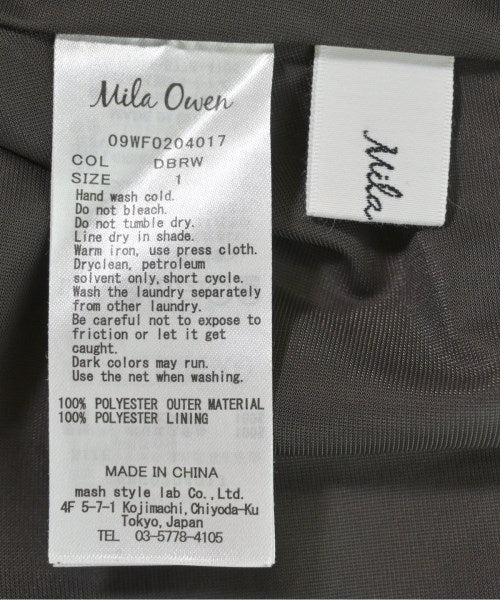 Mila Owen
09WF0204017
COL DBRW
SIZE 1
Hand wash cold.
Do not bleach.
Do not tumble dry.
Line dry in shade.
Warm iron, use press cloth.
Dryclean, petroleum
solvent only,short cycle.
Wash the laundry separately
from other laundry.
Be careful not to expose to
friction or let it get
caught.
Dark colors may run.
Use the net when washing.
100% POLYESTER OUTER MATERIAL
100% POLYESTER LINING
MADE IN CHINA
mash style lab Co.,Ltd.
4F 5-7-1 Kojimachi,Chiyoda-Ku
Tokyo,Japan
TEL 03-5778-4105
Mila